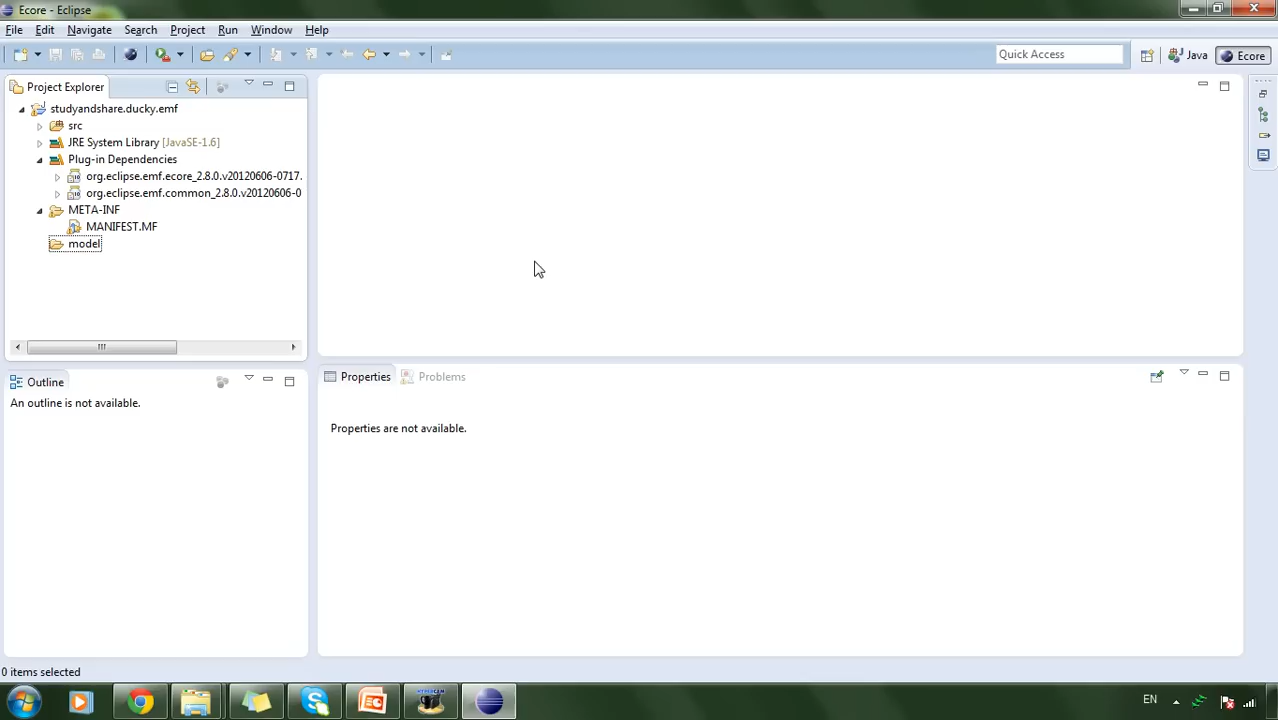 Ecore - Eclipse
File Edit Navigate Search Project Run Window Help
Quick Access
Java
Ecore
Project Explorer
studyandshare.ducky.emf
src
JRE System Library [JavaSE-1.6]
Plug-in Dependencies
org.eclipse.emf.ecore_2.8.0.v20120606-0717.
org.eclipse.emf.common_2.8.0.v20120606-0
META-INF
MANIFEST.MF
model
Outline
An outline is not available.
Properties Problems
Properties are not available.
0 items selected
EN